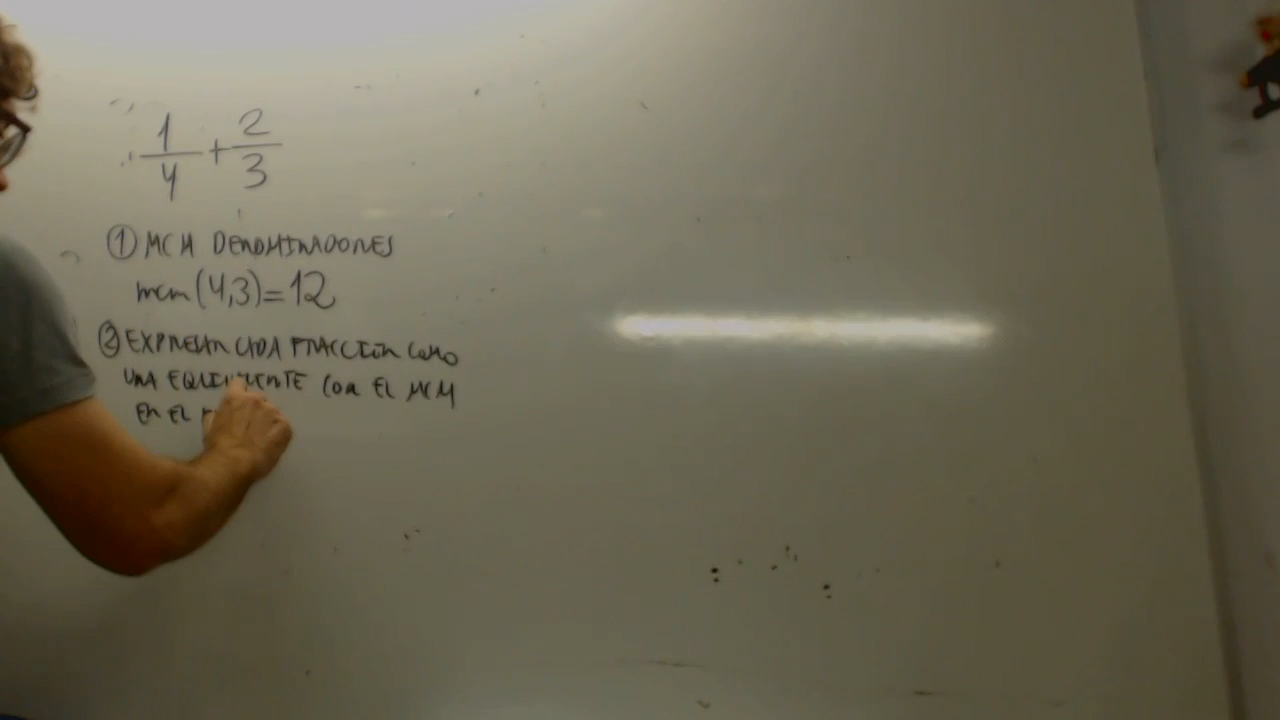 1/4 + 2/3
① MCM DENOMINADORES
mcm(4,3)=12
② EXPRESAR CADA FRACCIÓN COMO
UNA EQUIVALENTE CON EL MCM
EN EL